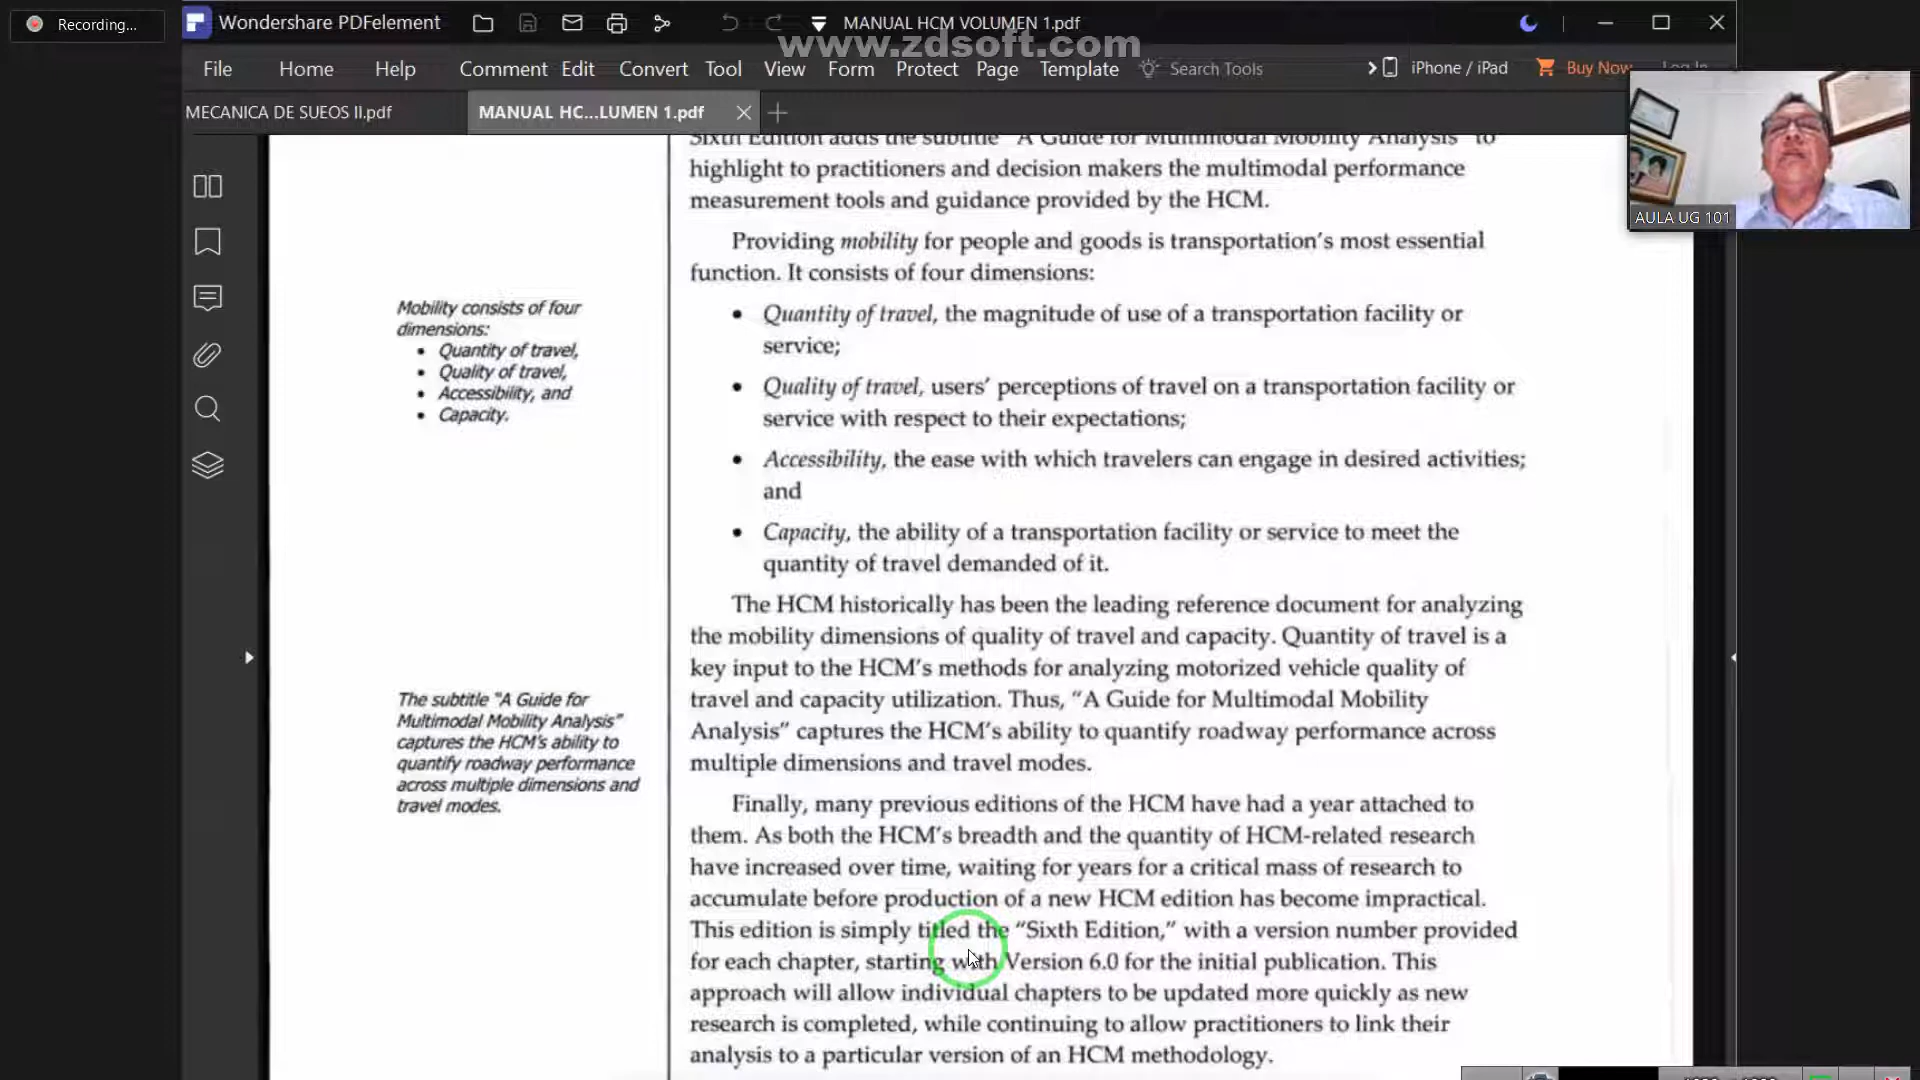 Recording...
Wondershare PDFelement
MANUAL HCM VOLUMEN 1.pdf
www.zdsoft.com
File Home Help Comment Edit Convert Tool View Form Protect Page Template Search Tools iPhone / iPad Buy Now Log In
MECANICA DE SUEOS II.pdf
MANUAL HC...LUMEN 1.pdf
AULA UG 101
Sixth Edition adds the subtitle “A Guide for Multimodal Mobility Analysis” to
highlight to practitioners and decision makers the multimodal performance
measurement tools and guidance provided by the HCM.
Providing mobility for people and goods is transportation’s most essential
function. It consists of four dimensions:
• Quantity of travel, the magnitude of use of a transportation facility or
service;
• Quality of travel, users’ perceptions of travel on a transportation facility or
service with respect to their expectations;
• Accessibility, the ease with which travelers can engage in desired activities;
and
• Capacity, the ability of a transportation facility or service to meet the
quantity of travel demanded of it.
Mobility consists of four
dimensions:
• Quantity of travel,
• Quality of travel,
• Accessibility, and
• Capacity.
The HCM historically has been the leading reference document for analyzing
the mobility dimensions of quality of travel and capacity. Quantity of travel is a
key input to the HCM’s methods for analyzing motorized vehicle quality of
travel and capacity utilization. Thus, “A Guide for Multimodal Mobility
Analysis” captures the HCM’s ability to quantify roadway performance across
multiple dimensions and travel modes.
The subtitle “A Guide for
Multimodal Mobility Analysis”
captures the HCM’s ability to
quantify roadway performance
across multiple dimensions and
travel modes.
Finally, many previous editions of the HCM have had a year attached to
them. As both the HCM’s breadth and the quantity of HCM-related research
have increased over time, waiting for years for a critical mass of research to
accumulate before production of a new HCM edition has become impractical.
This edition is simply titled the “Sixth Edition,” with a version number provided
for each chapter, starting with Version 6.0 for the initial publication. This
approach will allow individual chapters to be updated more quickly as new
research is completed, while continuing to allow practitioners to link their
analysis to a particular version of an HCM methodology.